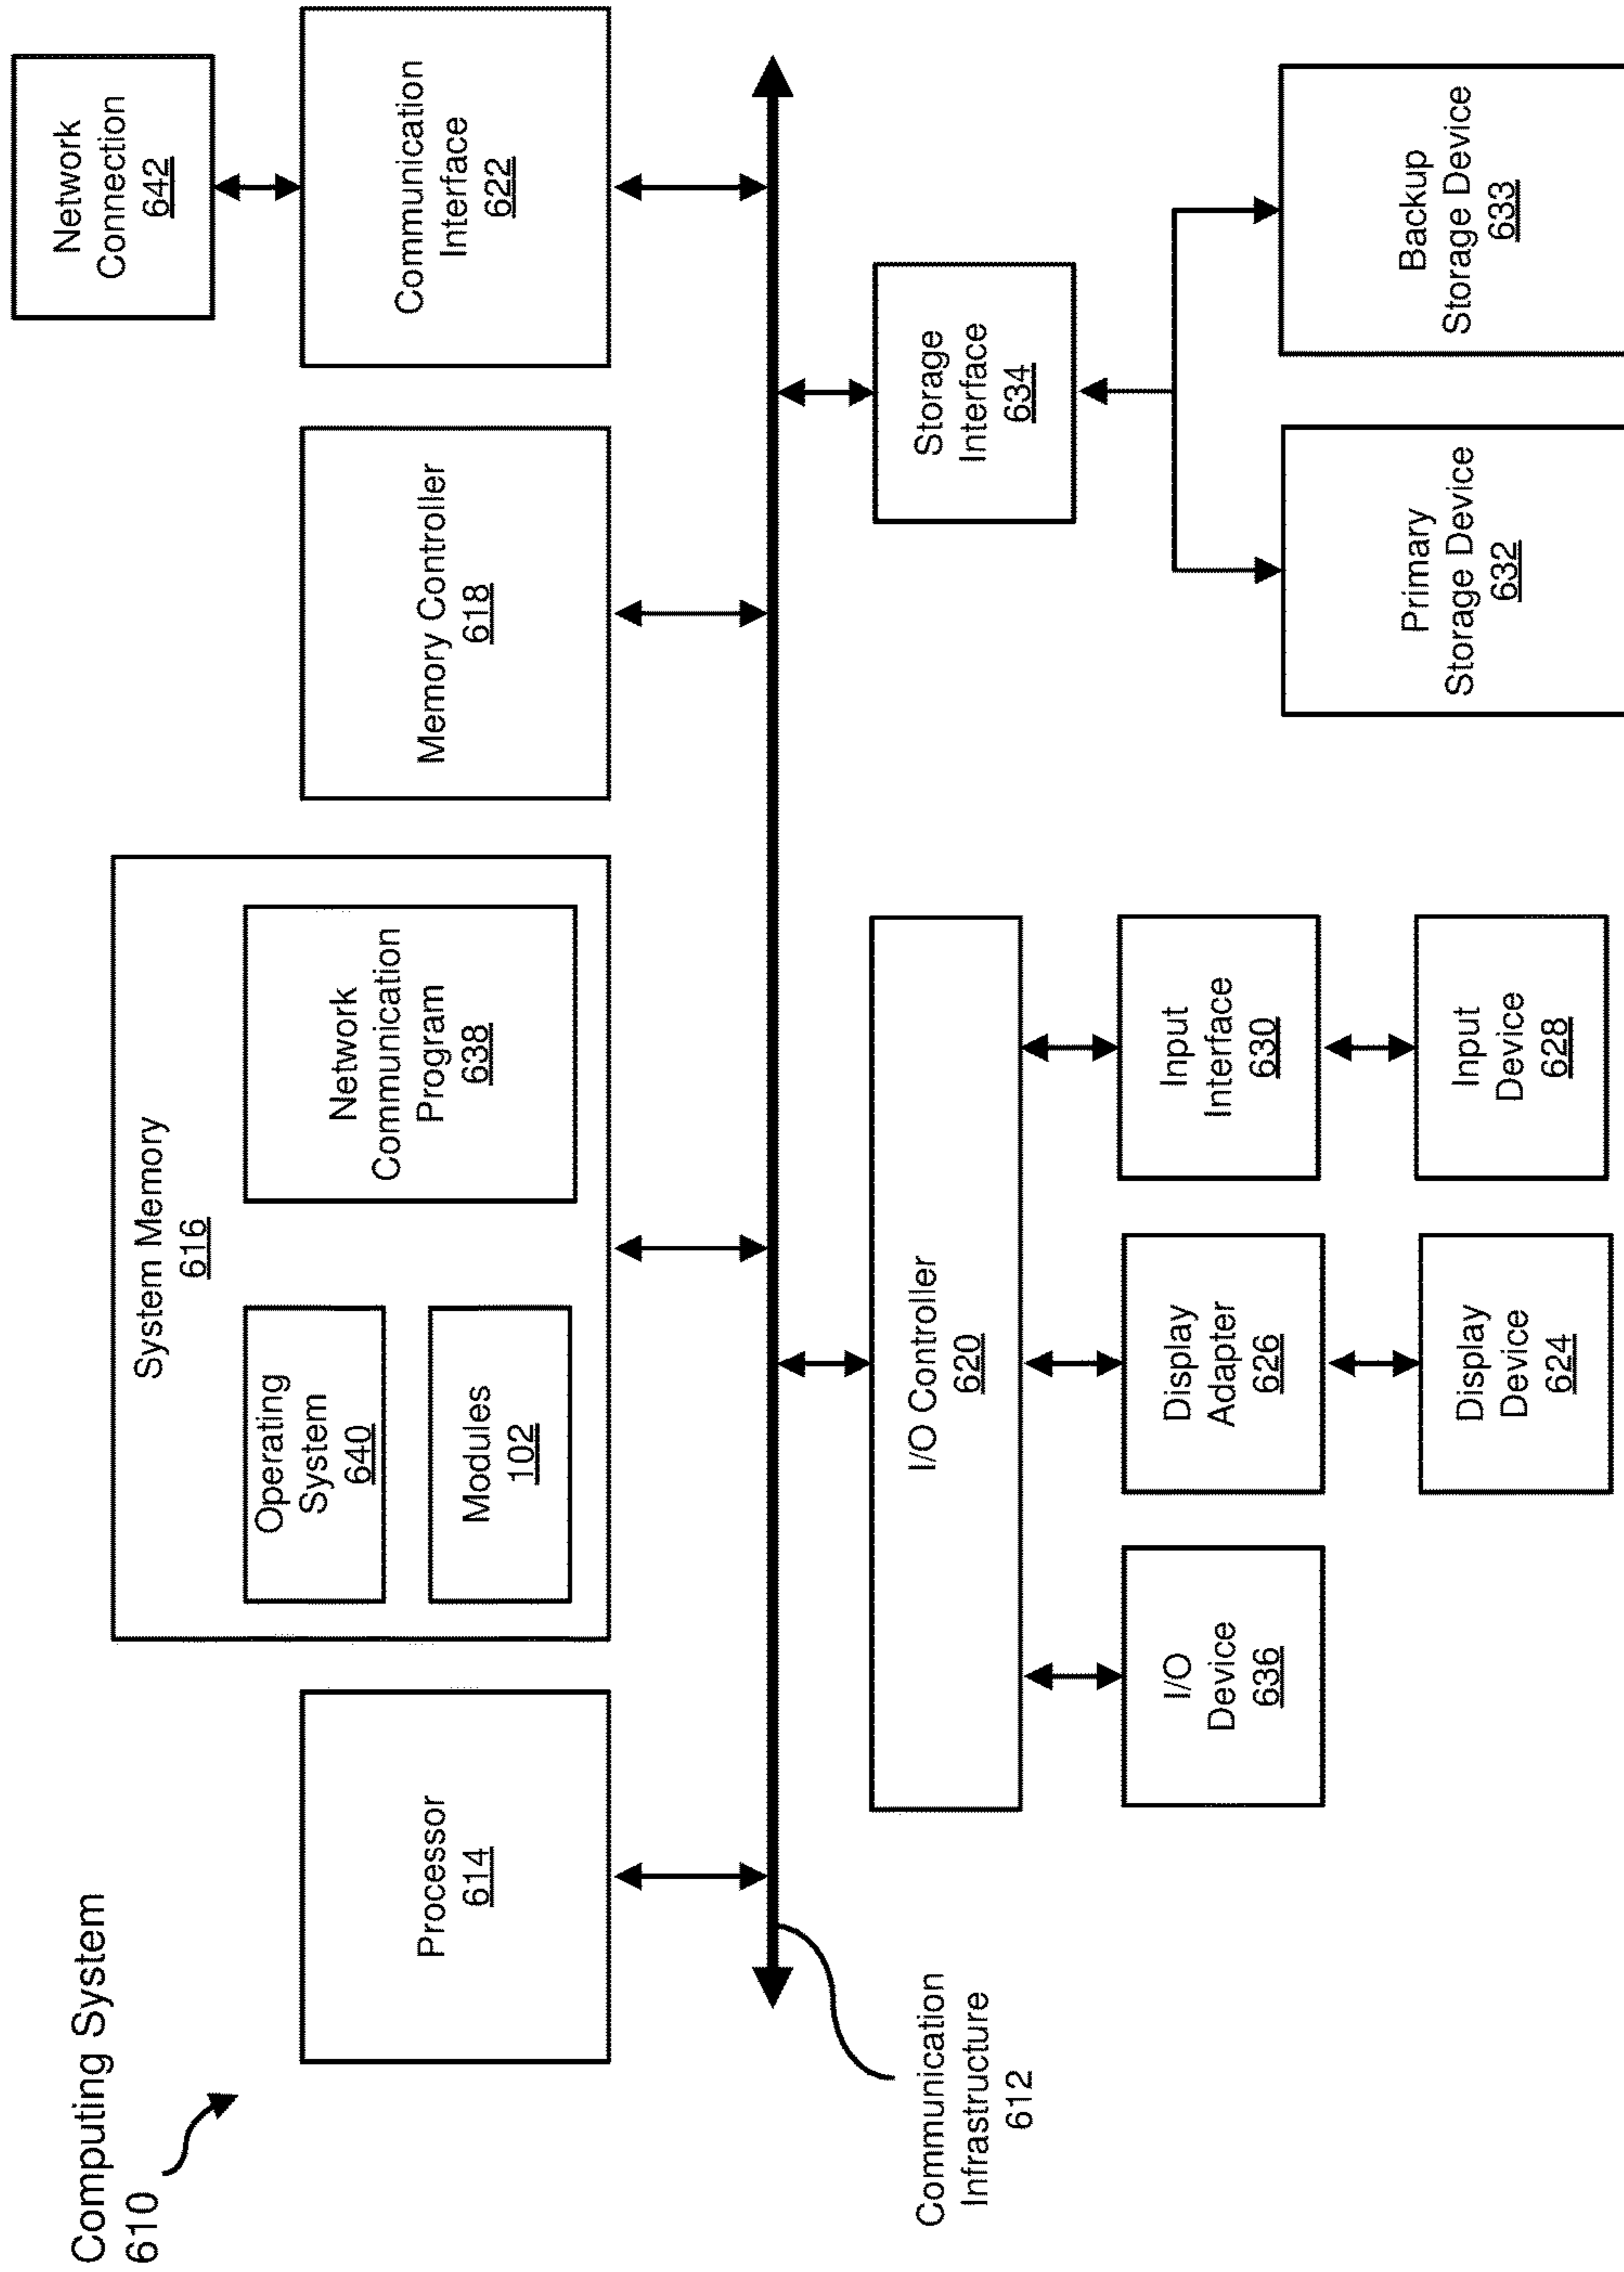 Computing System
610
Processor
614
System Memory
616
Operating
System
640
Modules
102
Network
Communication
Program
638
Memory Controller
618
Communication
Interface
622
Network
Connection
642
Communication
Infrastructure
612
I/O Controller
620
I/O
Device
636
Display
Adapter
626
Input
Interface
630
Display
Device
624
Input
Device
628
Storage
Interface
634
Primary
Storage Device
632
Backup
Storage Device
633